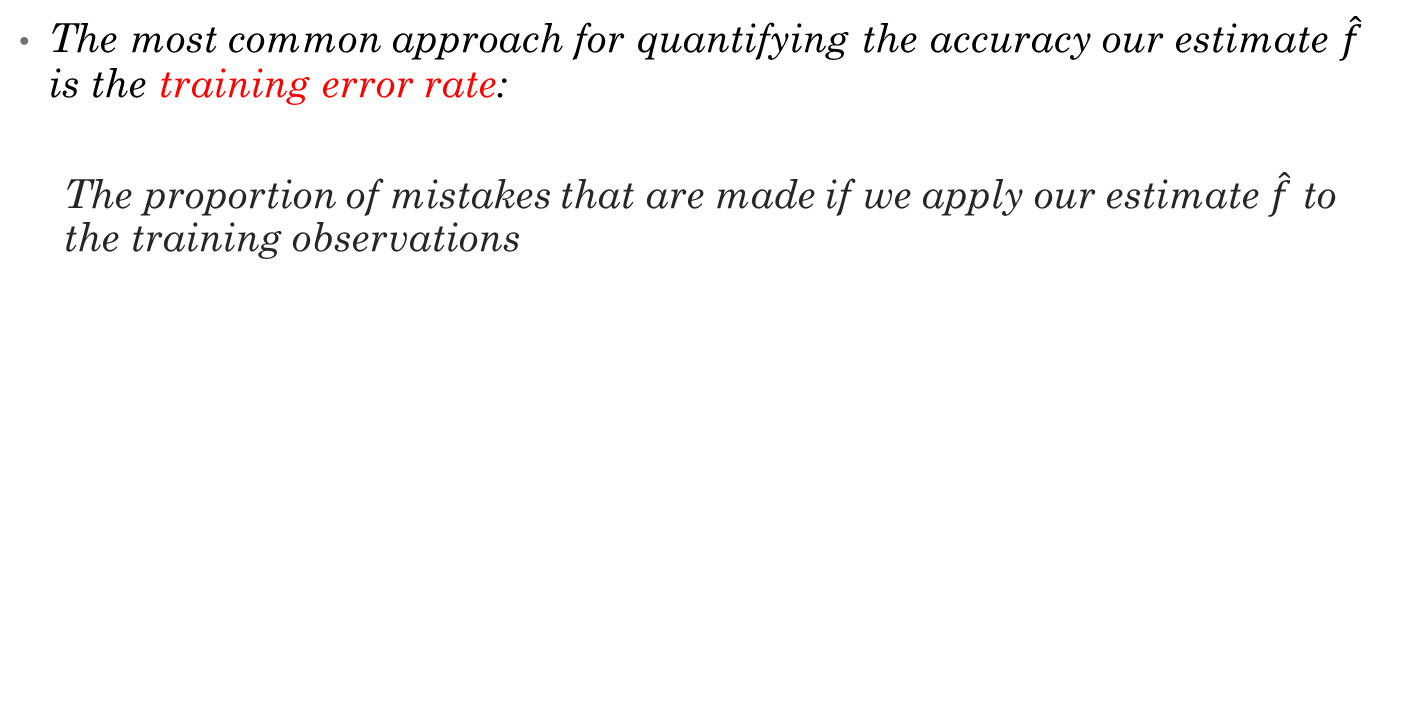 • The most common approach for quantifying the accuracy our estimate f̂
is the training error rate:
The proportion of mistakes that are made if we apply our estimate f̂ to
the training observations